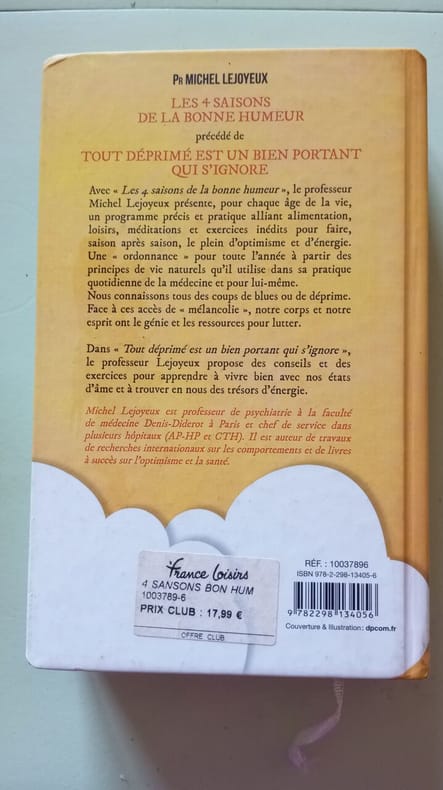 Pr MICHEL LEJOYEUX
LES 4 SAISONS
DE LA BONNE HUMEUR
précédé de
TOUT DÉPRIMÉ EST UN BIEN PORTANT
QUI S'IGNORE
Avec « Les 4 saisons de la bonne humeur », le professeur
Michel Lejoyeux présente, pour chaque âge de la vie,
un programme précis et pratique alliant alimentation,
loisirs, méditations et exercices inédits pour faire,
saison après saison, le plein d'optimisme et d'énergie.
Une « ordonnance » pour toute l'année à partir des
principes de vie naturels qu'il utilise dans sa pratique
quotidienne de la médecine et pour lui-même.
Nous connaissons tous des coups de blues ou de déprime.
Face à ces accès de « mélancolie », notre corps et notre
esprit ont le génie et les ressources pour lutter.
Dans « Tout déprimé est un bien portant qui s'ignore »,
le professeur Lejoyeux propose des conseils et des
exercices pour apprendre à vivre bien avec nos états
d'âme et à trouver en nous des trésors d'énergie.
Michel Lejoyeux est professeur de psychiatrie à la faculté
de médecine Denis-Diderot à Paris et chef de service dans
plusieurs hôpitaux (AP-HP et CTH). Il est auteur de travaux
de recherches internationaux sur les comportements et de livres
à succès sur l'optimisme et la santé.
France Loisirs
4 SANSONS BON HUM
1003789-6
PRIX CLUB : 17,99 €
OFFRE CLUB
RÉF. : 10037896
ISBN 978-2-298-13405-6
9 782298 134056
Couverture & Illustration : dpcom.fr